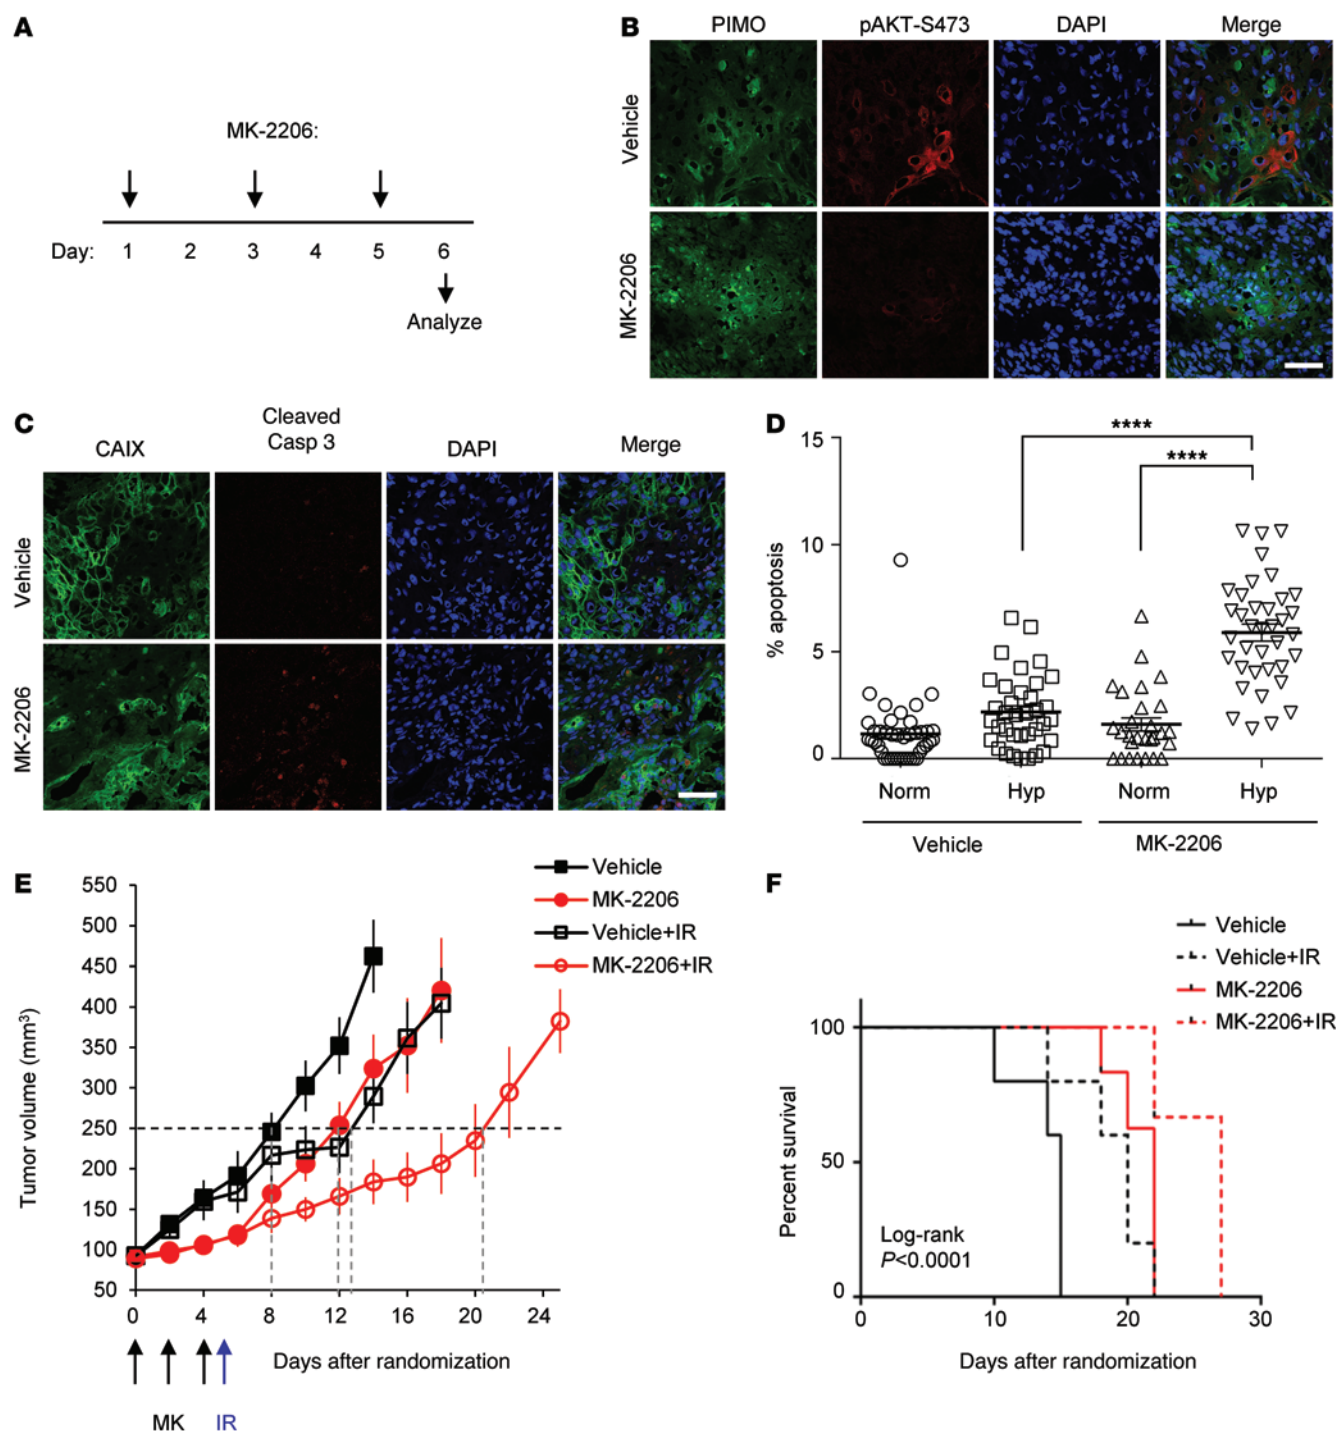 A
MK-2206:
Day: 1 2 3 4 5 6
Analyze
B
PIMO pAKT-S473 DAPI Merge
Vehicle
MK-2206
C
CAIX Cleaved Casp 3 DAPI Merge
Vehicle
MK-2206
D
****
****
15
10
5
0
% apoptosis
Norm Hyp Norm Hyp
Vehicle MK-2206
E
Vehicle
MK-2206
Vehicle+IR
MK-2206+IR
550
500
450
400
350
300
250
200
150
100
50
Tumor volume (mm³)
0 4 8 12 16 20 24
Days after randomization
MK IR
F
Vehicle
Vehicle+IR
MK-2206
MK-2206+IR
100
50
0
Percent survival
Log-rank
P<0.0001
0 10 20 30
Days after randomization